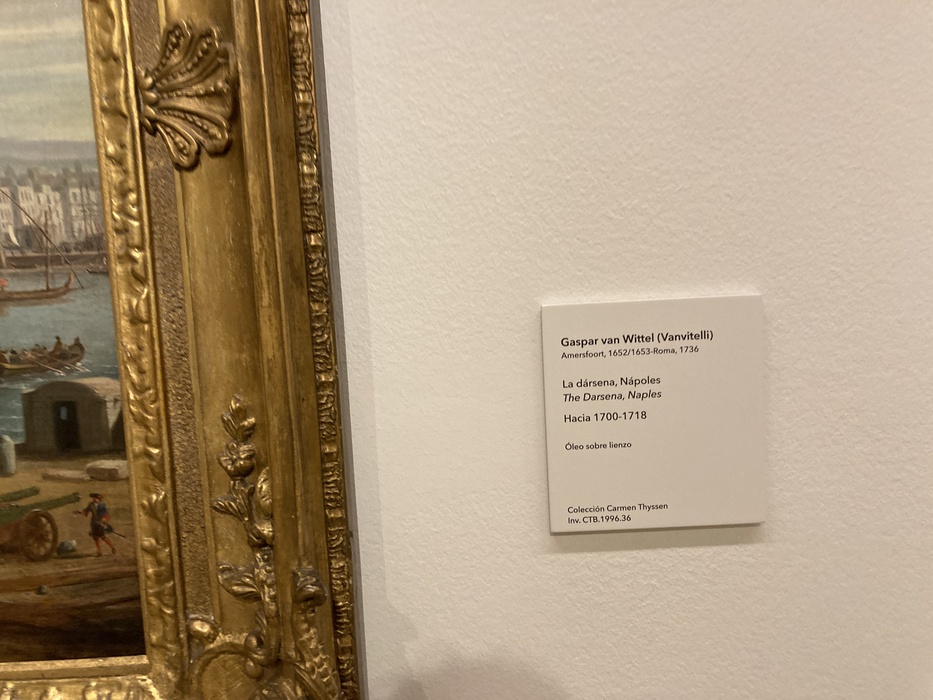 Gaspar van Wittel (Vanvitelli)
Amersfoort, 1652/1653-Roma, 1736
La dársena, Nápoles
The Darsena, Naples
Hacia 1700-1718
Óleo sobre lienzo
Colección Carmen Thyssen
Inv. CTB.1996.36